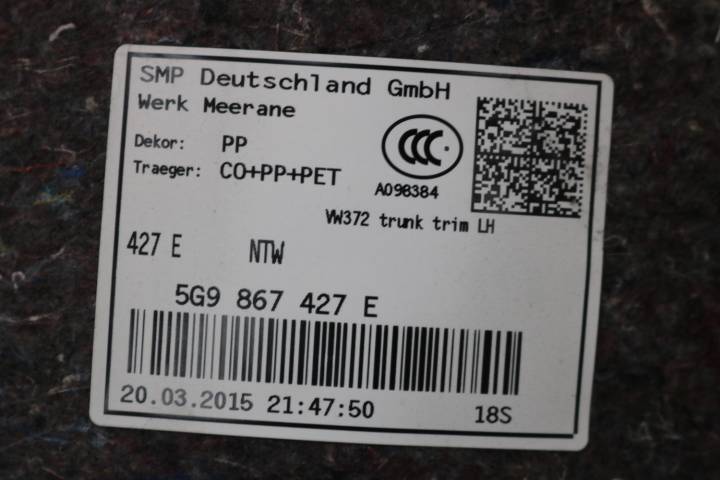 SMP Deutschland GmbH
Werk Meerane
Dekor: PP
Traeger: CO+PP+PET
CCC
A098384
VW372 trunk trim LH
427 E NTW
5G9 867 427 E
20.03.2015 21:47:50 18S